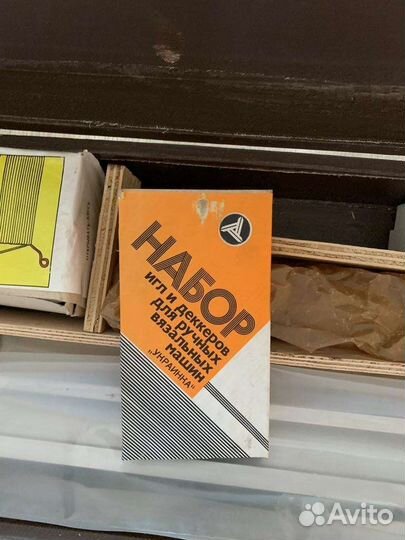 НАБОР
игл и деккеров
для ручных
вязальных
машин
„УКРАИНКА"
Avito